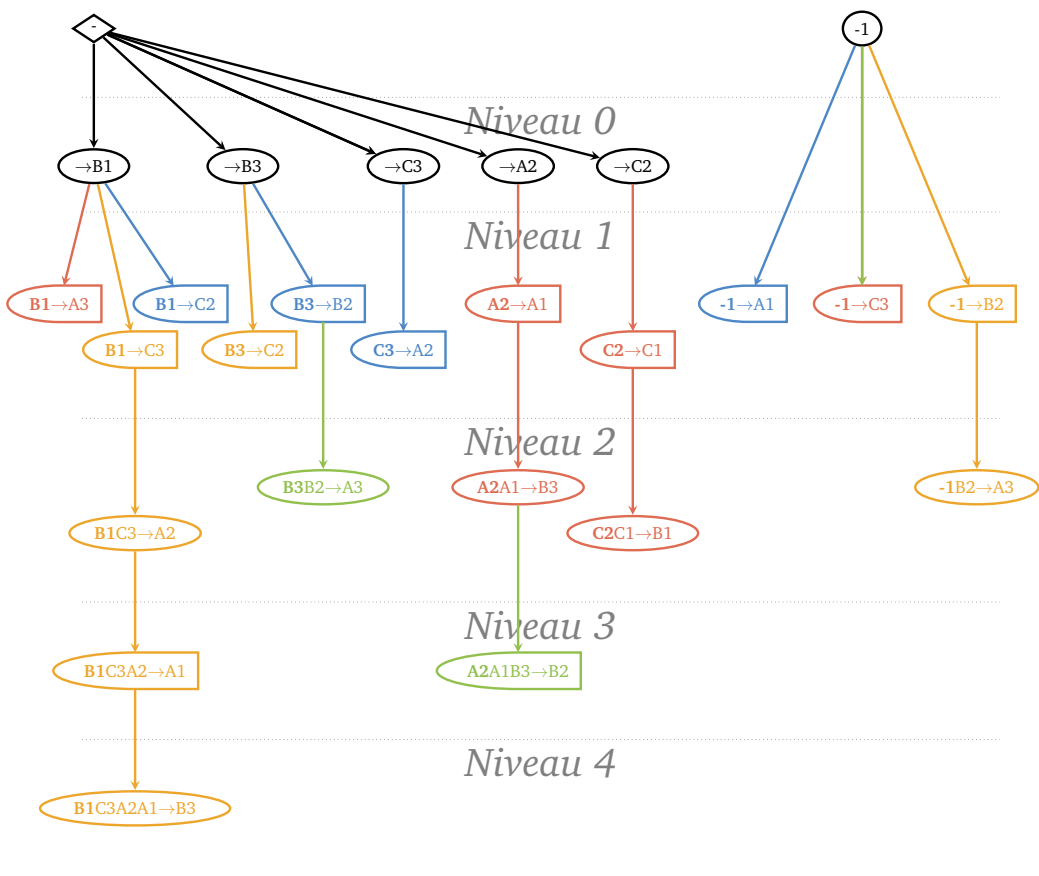 -
-1
Niveau 0
→B1
→B3
→C3
→A2
→C2
Niveau 1
B1→A3
B1→C2
B3→B2
A2→A1
-1→A1
-1→C3
-1→B2
B1→C3
B3→C2
C3→A2
C2→C1
Niveau 2
B3B2→A3
A2A1→B3
-1B2→A3
B1C3→A2
C2C1→B1
Niveau 3
B1C3A2→A1
A2A1B3→B2
Niveau 4
B1C3A2A1→B3